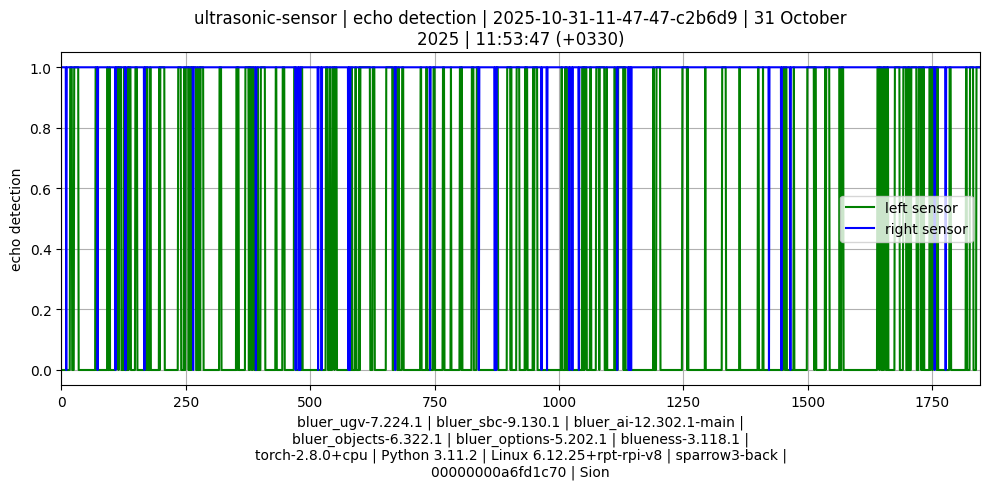 ultrasonic-sensor | echo detection | 2025-10-31-11-47-47-c2b6d9 | 31 October
2025 | 11:53:47 (+0330)
1.0
0.8
0.6
0.4
0.2
0.0
echo detection
left sensor
right sensor
0 250 500 750 1000 1250 1500 1750
bluer_ugv-7.224.1 | bluer_sbc-9.130.1 | bluer_ai-12.302.1-main |
bluer_objects-6.322.1 | bluer_options-5.202.1 | blueness-3.118.1 |
torch-2.8.0+cpu | Python 3.11.2 | Linux 6.12.25+rpt-rpi-v8 | sparrow3-back |
00000000a6fd1c70 | Sion